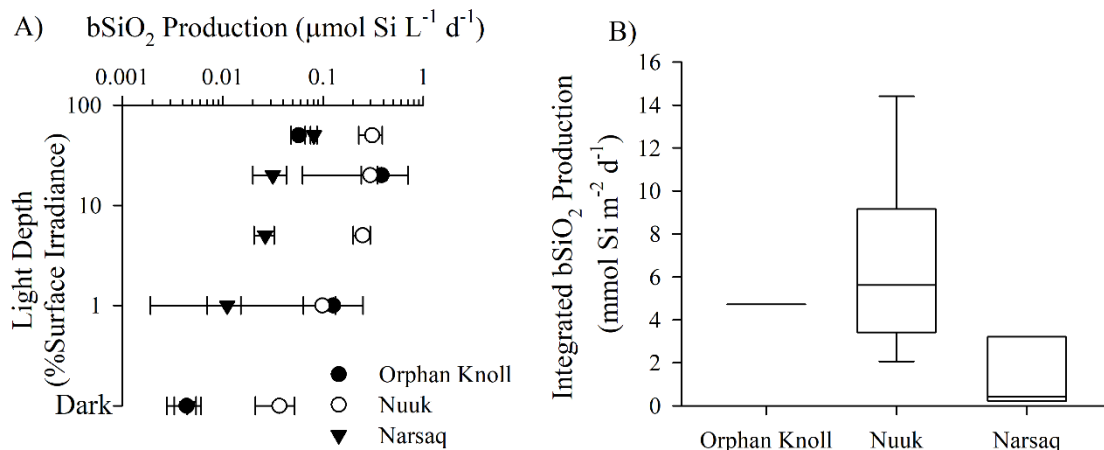 A)
bSiO₂ Production (µmol Si L⁻¹ d⁻¹)
0.001 0.01 0.1 1
Light Depth
(%Surface Irradiance)
100
10
1
Dark
Orphan Knoll
Nuuk
Narsaq
B)
Integrated bSiO₂ Production
(mmol Si m⁻² d⁻¹)
16
14
12
10
8
6
4
2
0
Orphan Knoll Nuuk Narsaq